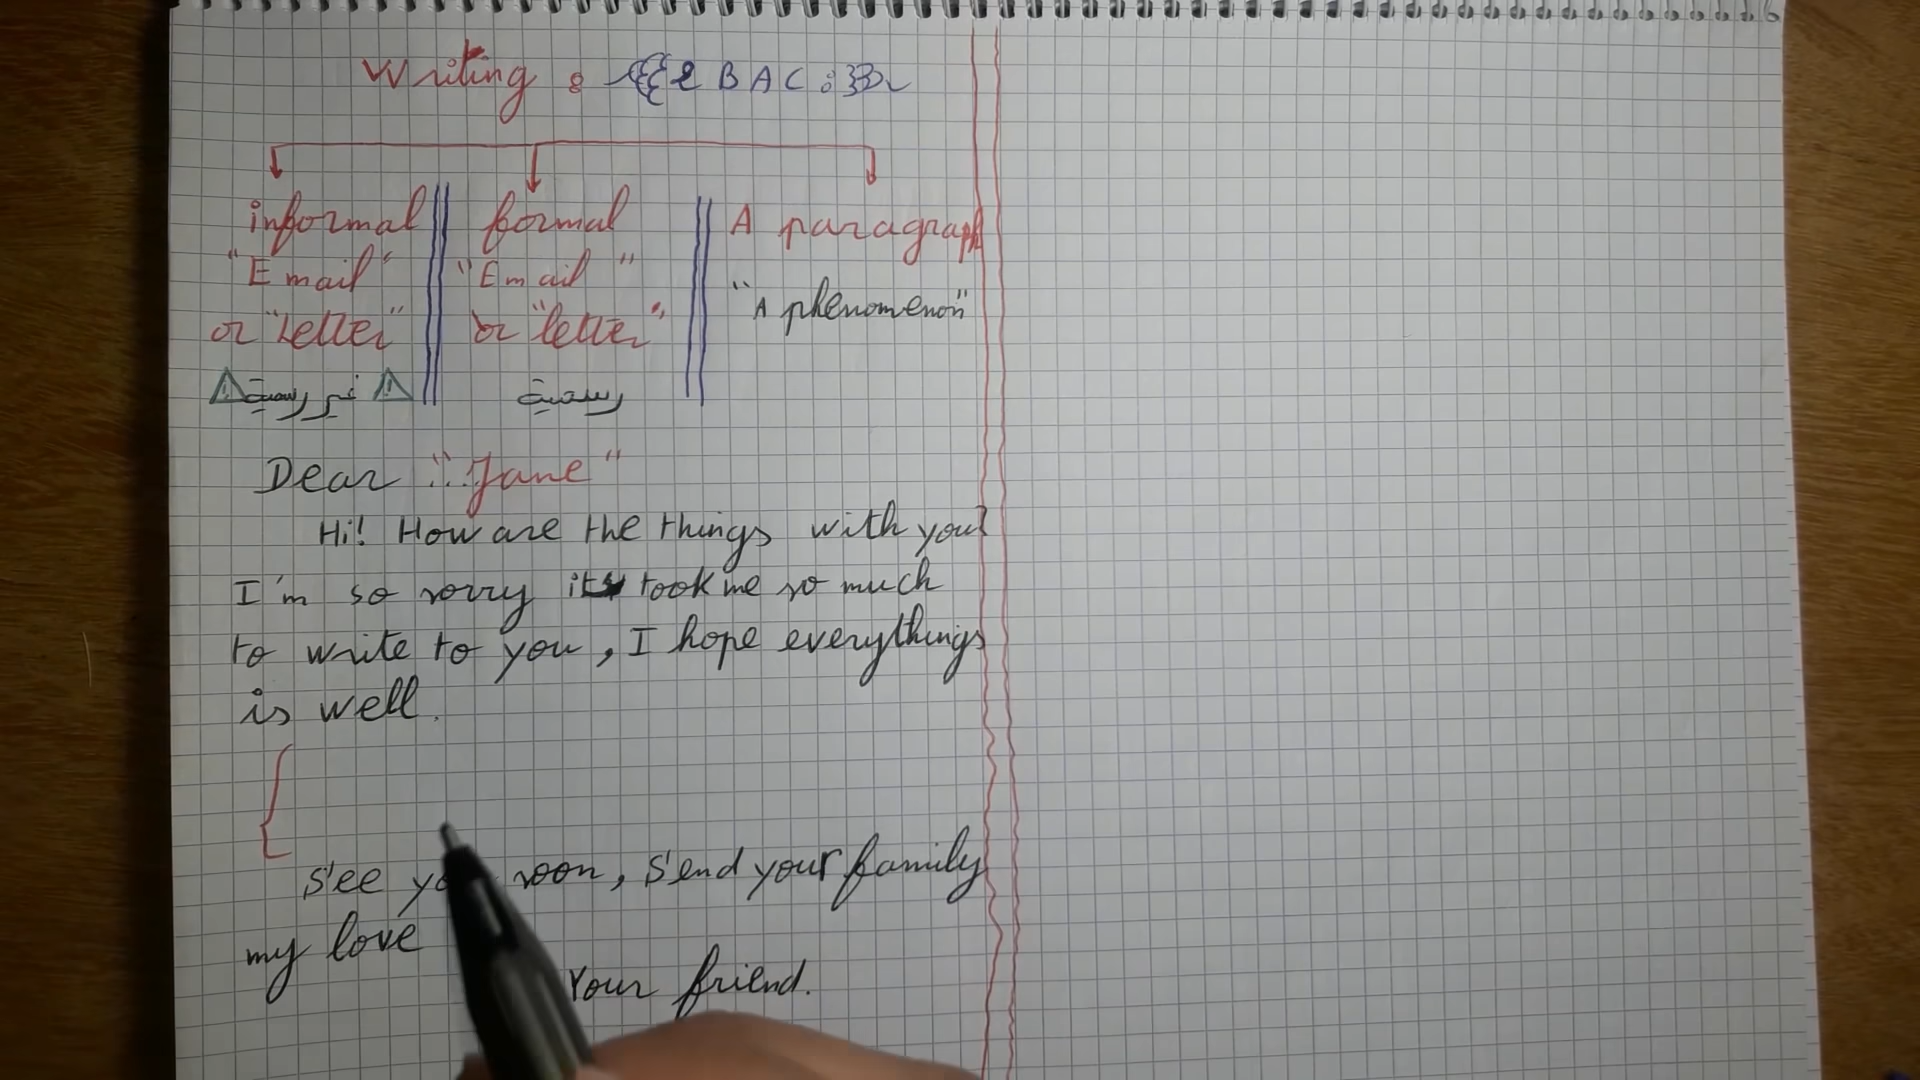 Writing : 2 BAC :
informal
"Email"
or "Letter"
غير رسمية
formal
"Email"
or "letter"
رسمية
A paragraph
"A phenomenon"
Dear ... "Jane"
Hi! How are the things with you?
I'm so sorry it took me so much
to write to you, I hope everythings
is well.
See you soon, Send your family
my love
Your friend.